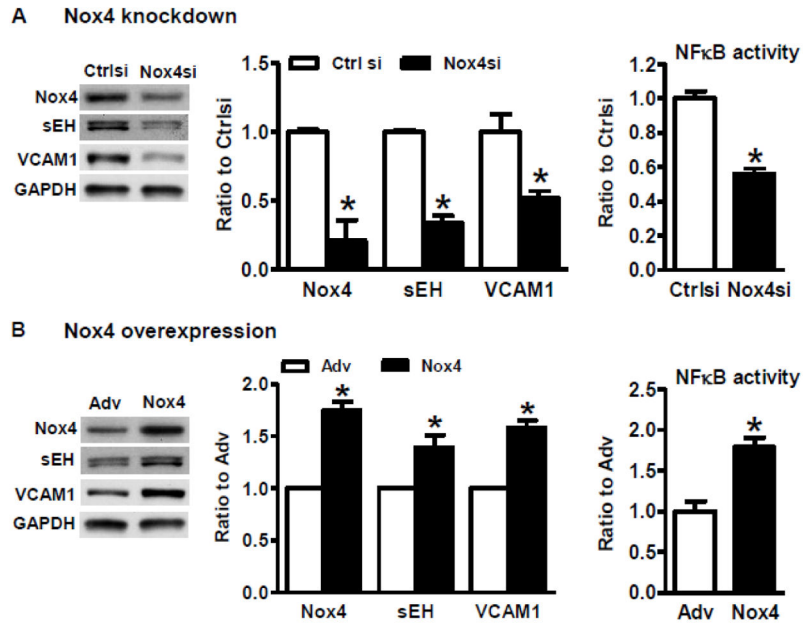 A Nox4 knockdown
Ctrlsi Nox4si
Nox4
sEH
VCAM1
GAPDH
Ratio to Ctrlsi
1.5
1.0
0.5
0.0
Ctrl si Nox4si
* * *
Nox4 sEH VCAM1
NFκB activity
Ratio to Ctrlsi
1.2
1.0
0.8
0.6
0.4
0.2
0.0
*
Ctrlsi Nox4si
B Nox4 overexpression
Adv Nox4
Nox4
sEH
VCAM1
GAPDH
Ratio to Adv
2.0
1.5
1.0
0.5
0.0
Adv Nox4
* * *
Nox4 sEH VCAM1
NFκB activity
Ratio to Adv
2.5
2.0
1.5
1.0
0.5
0.0
*
Adv Nox4